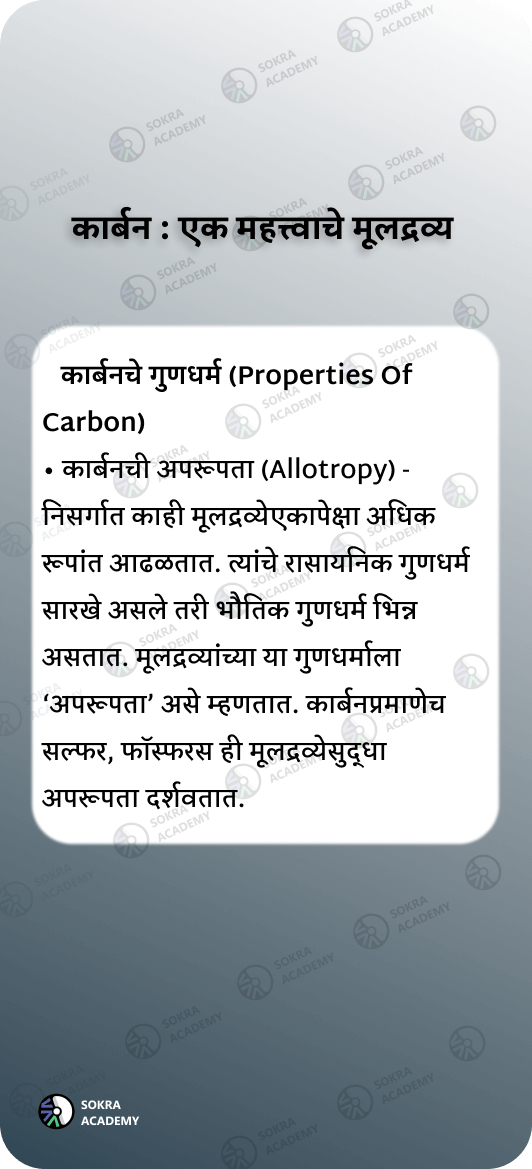 कार्बन : एक महत्त्वाचे मूलद्रव्य
कार्बनचे गुणधर्म (Properties Of
Carbon)
• कार्बनची अपरूपता (Allotropy) -
निसर्गात काही मूलद्रव्येएकापेक्षा अधिक
रूपांत आढळतात. त्यांचे रासायनिक गुणधर्म
सारखे असले तरी भौतिक गुणधर्म भिन्न
असतात. मूलद्रव्यांच्या या गुणधर्माला
‘अपरूपता’ असे म्हणतात. कार्बनप्रमाणेच
सल्फर, फॉस्फरस ही मूलद्रव्येसुद्धा
अपरूपता दर्शवतात.
SOKRA
ACADEMY